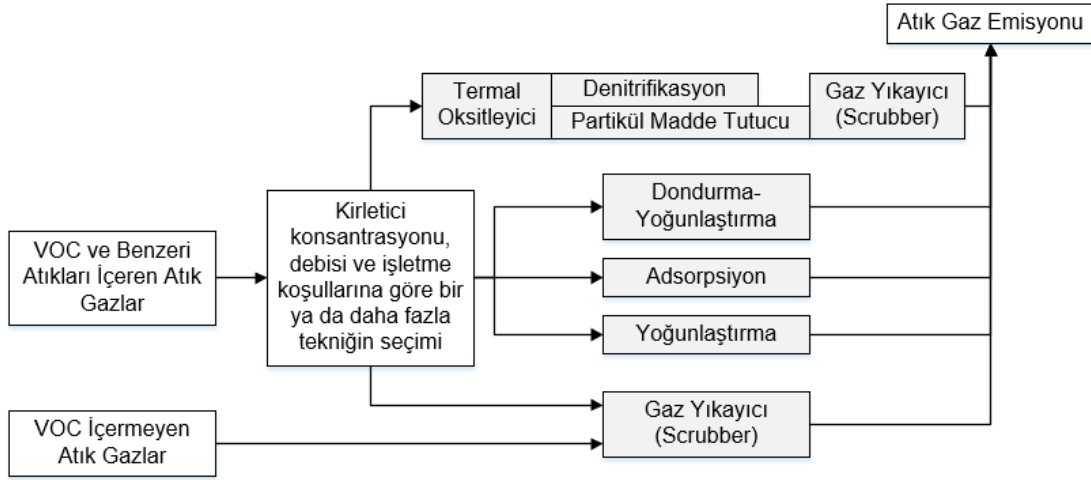 Atık Gaz Emisyonu
Termal
Oksitleyici
Denitrifikasyon
Partikül Madde Tutucu
Gaz Yıkayıcı
(Scrubber)
VOC ve Benzeri
Atıkları İçeren Atık
Gazlar
Kirletici
konsantrasyonu,
debisi ve işletme
koşullarına göre bir
ya da daha fazla
tekniğin seçimi
Dondurma-
Yoğunlaştırma
Adsorpsiyon
Yoğunlaştırma
Gaz Yıkayıcı
(Scrubber)
VOC İçermeyen
Atık Gazlar